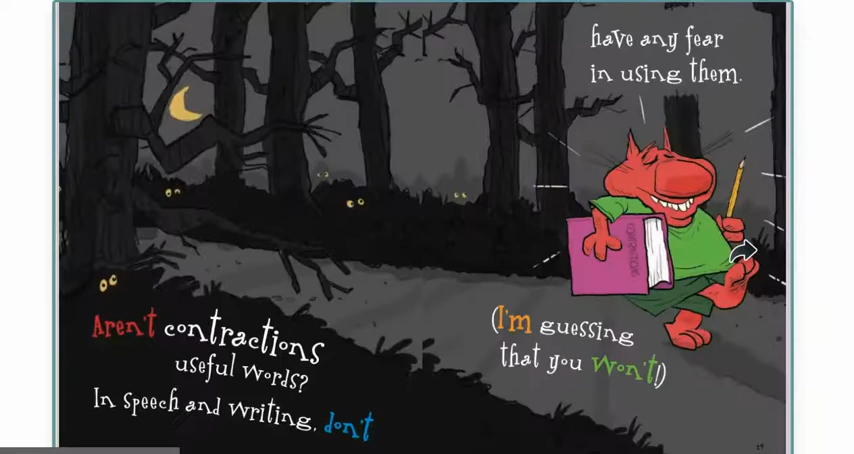 Aren't contractions
useful words?
In speech and writing, don't
have any fear
in using them.
CONTRACTIONS
(I'm guessing
that you won't!)